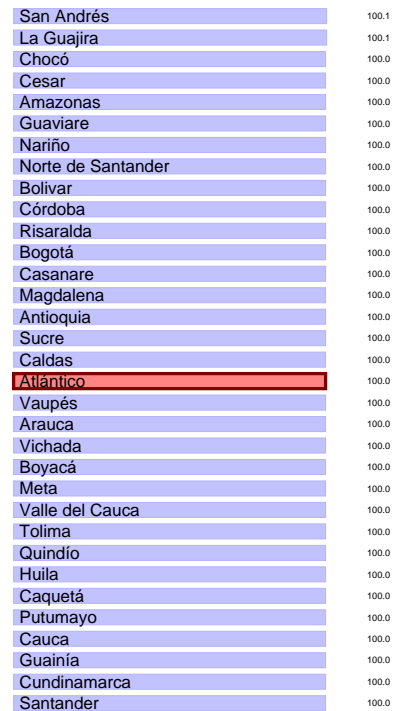 San Andrés 100.1
La Guajira 100.1
Chocó 100.0
Cesar 100.0
Amazonas 100.0
Guaviare 100.0
Nariño 100.0
Norte de Santander 100.0
Bolivar 100.0
Córdoba 100.0
Risaralda 100.0
Bogotá 100.0
Casanare 100.0
Magdalena 100.0
Antioquia 100.0
Sucre 100.0
Caldas 100.0
Atlántico 100.0
Vaupés 100.0
Arauca 100.0
Vichada 100.0
Boyacá 100.0
Meta 100.0
Valle del Cauca 100.0
Tolima 100.0
Quindío 100.0
Huila 100.0
Caquetá 100.0
Putumayo 100.0
Cauca 100.0
Guainía 100.0
Cundinamarca 100.0
Santander 100.0